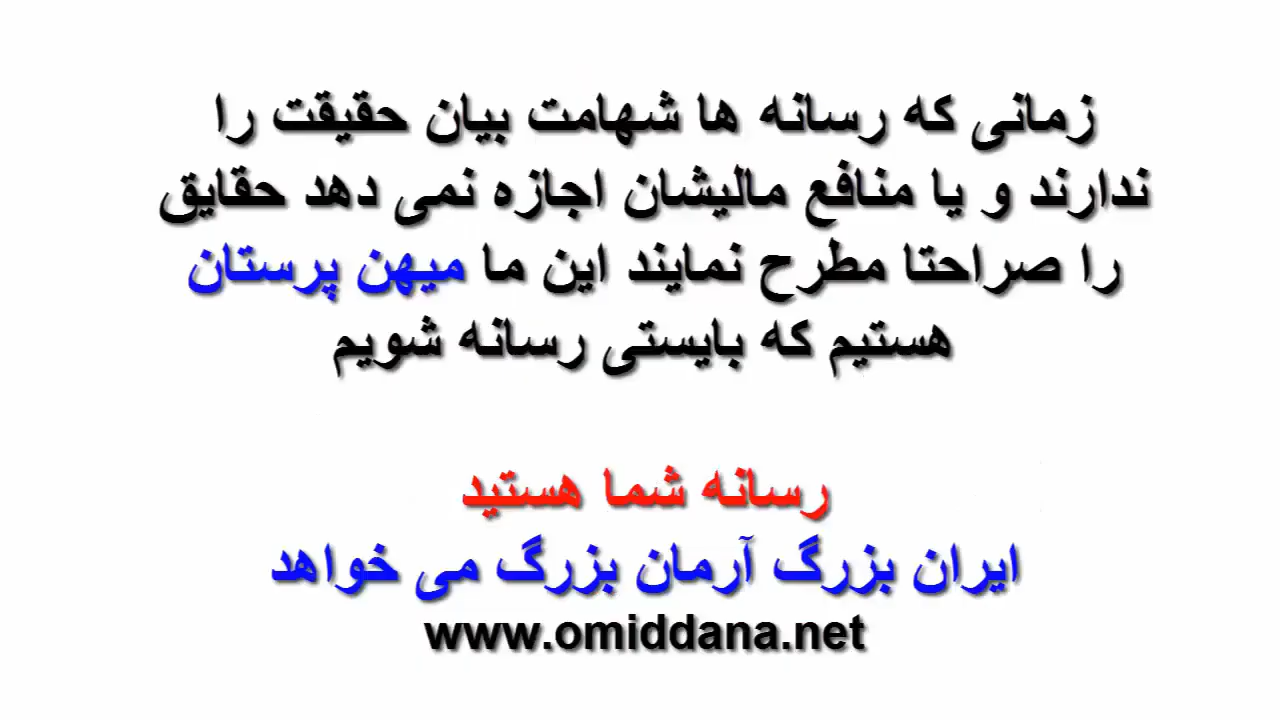 زمانی که رسانه ها شهامت بیان حقیقت را
ندارند و یا منافع مالیشان اجازه نمی دهد حقایق
را صراحتا مطرح نمایند این ما میهن پرستان
هستیم که بایستی رسانه شویم
رسانه شما هستید
ایران بزرگ آرمان بزرگ می خواهد
www.omiddana.net